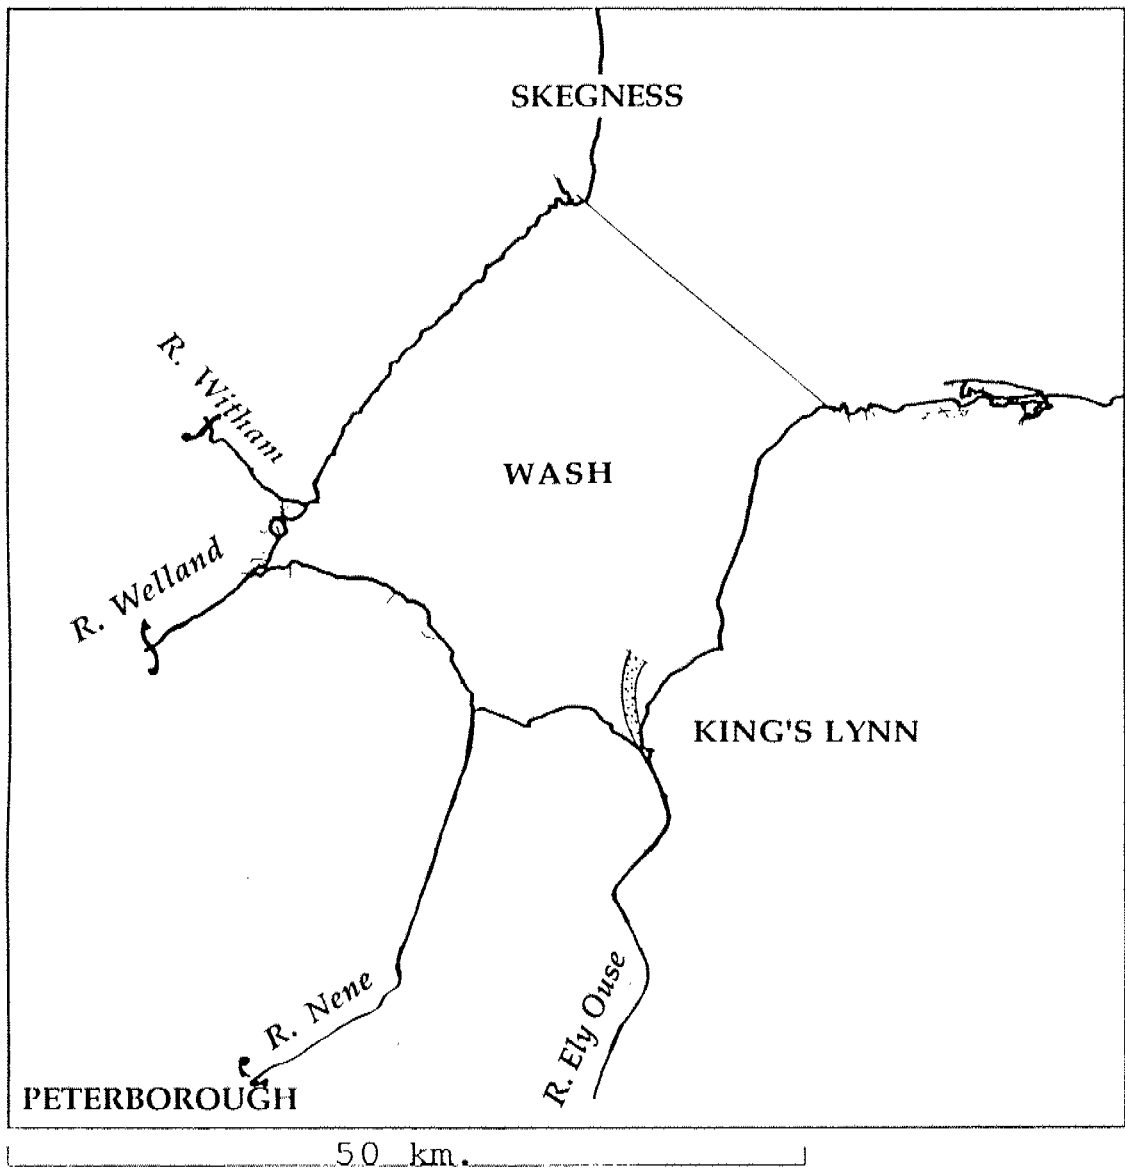 SKEGNESS
R. Witham
WASH
R. Welland
KING'S LYNN
R. Nene
R. Ely Ouse
PETERBOROUGH
50 km.